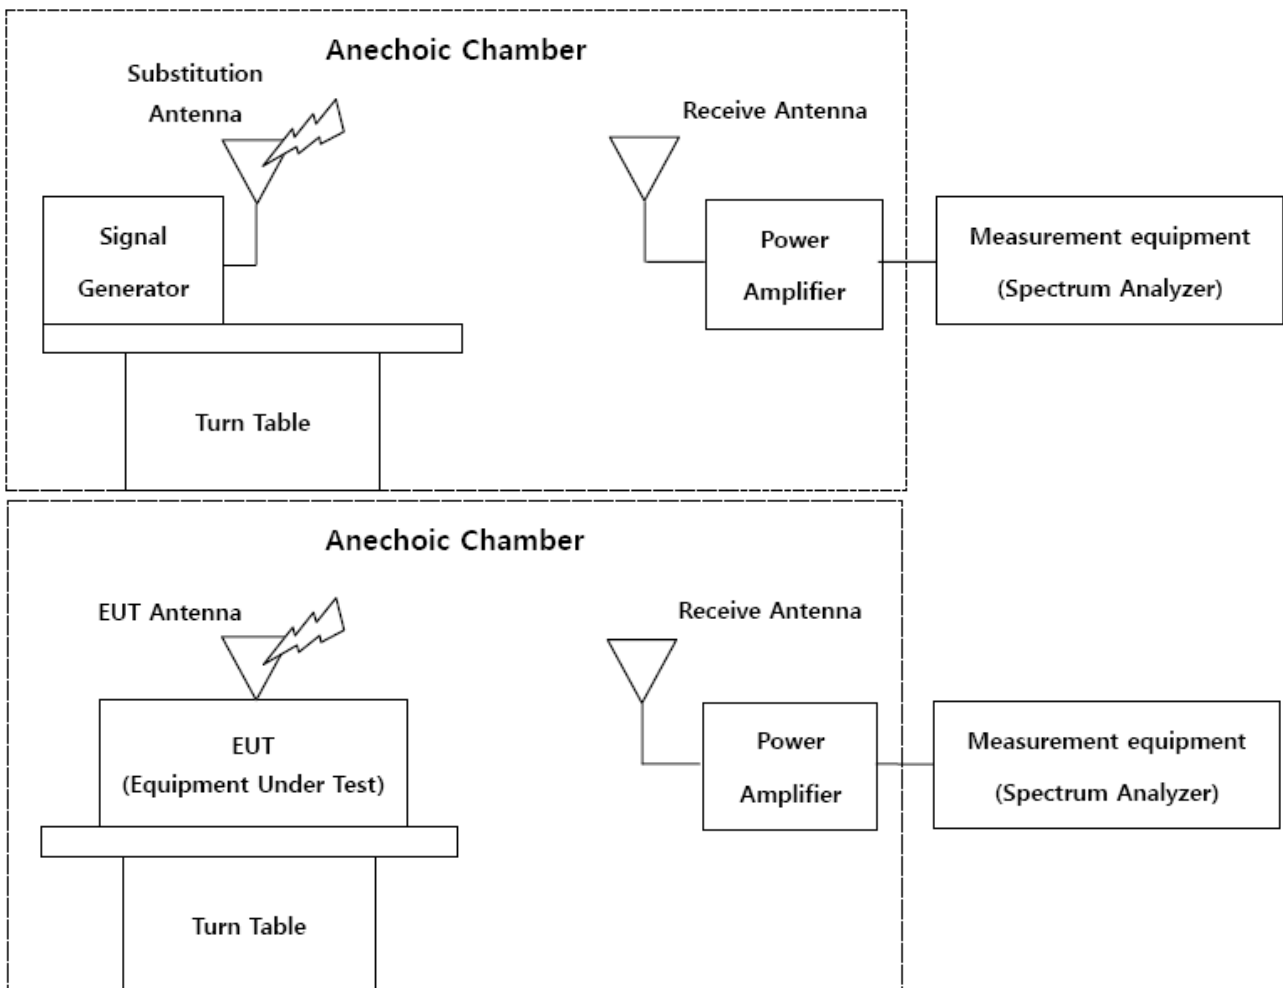 Anechoic Chamber
Substitution
Antenna
Receive Antenna
Signal
Generator
Power
Amplifier
Measurement equipment
(Spectrum Analyzer)
Turn Table
Anechoic Chamber
EUT Antenna
Receive Antenna
EUT
(Equipment Under Test)
Power
Amplifier
Measurement equipment
(Spectrum Analyzer)
Turn Table